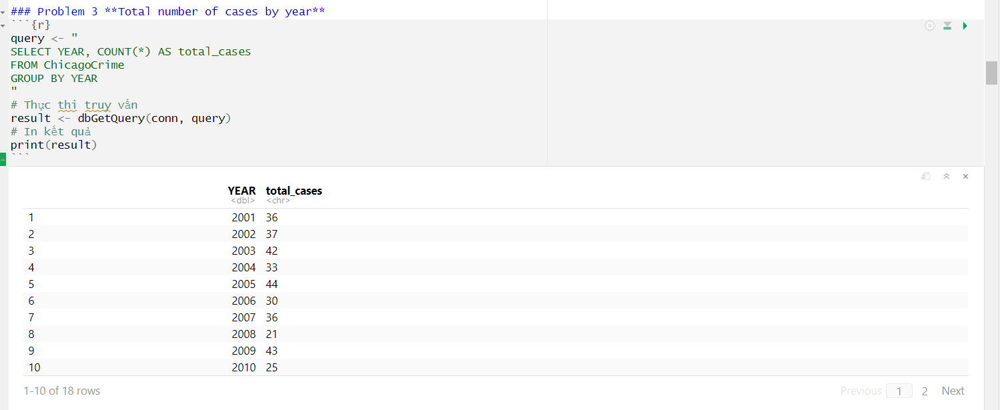 ### Problem 3 **Total number of cases by year**
```{r}
query <- "
SELECT YEAR, COUNT(*) AS total_cases
FROM ChicagoCrime
GROUP BY YEAR
"
# Thực thi truy vấn
result <- dbGetQuery(conn, query)
# In kết quả
print(result)
```
YEAR total_cases
<dbl> <chr>
1 2001 36
2 2002 37
3 2003 42
4 2004 33
5 2005 44
6 2006 30
7 2007 36
8 2008 21
9 2009 43
10 2010 25
1-10 of 18 rows Previous 1 2 Next